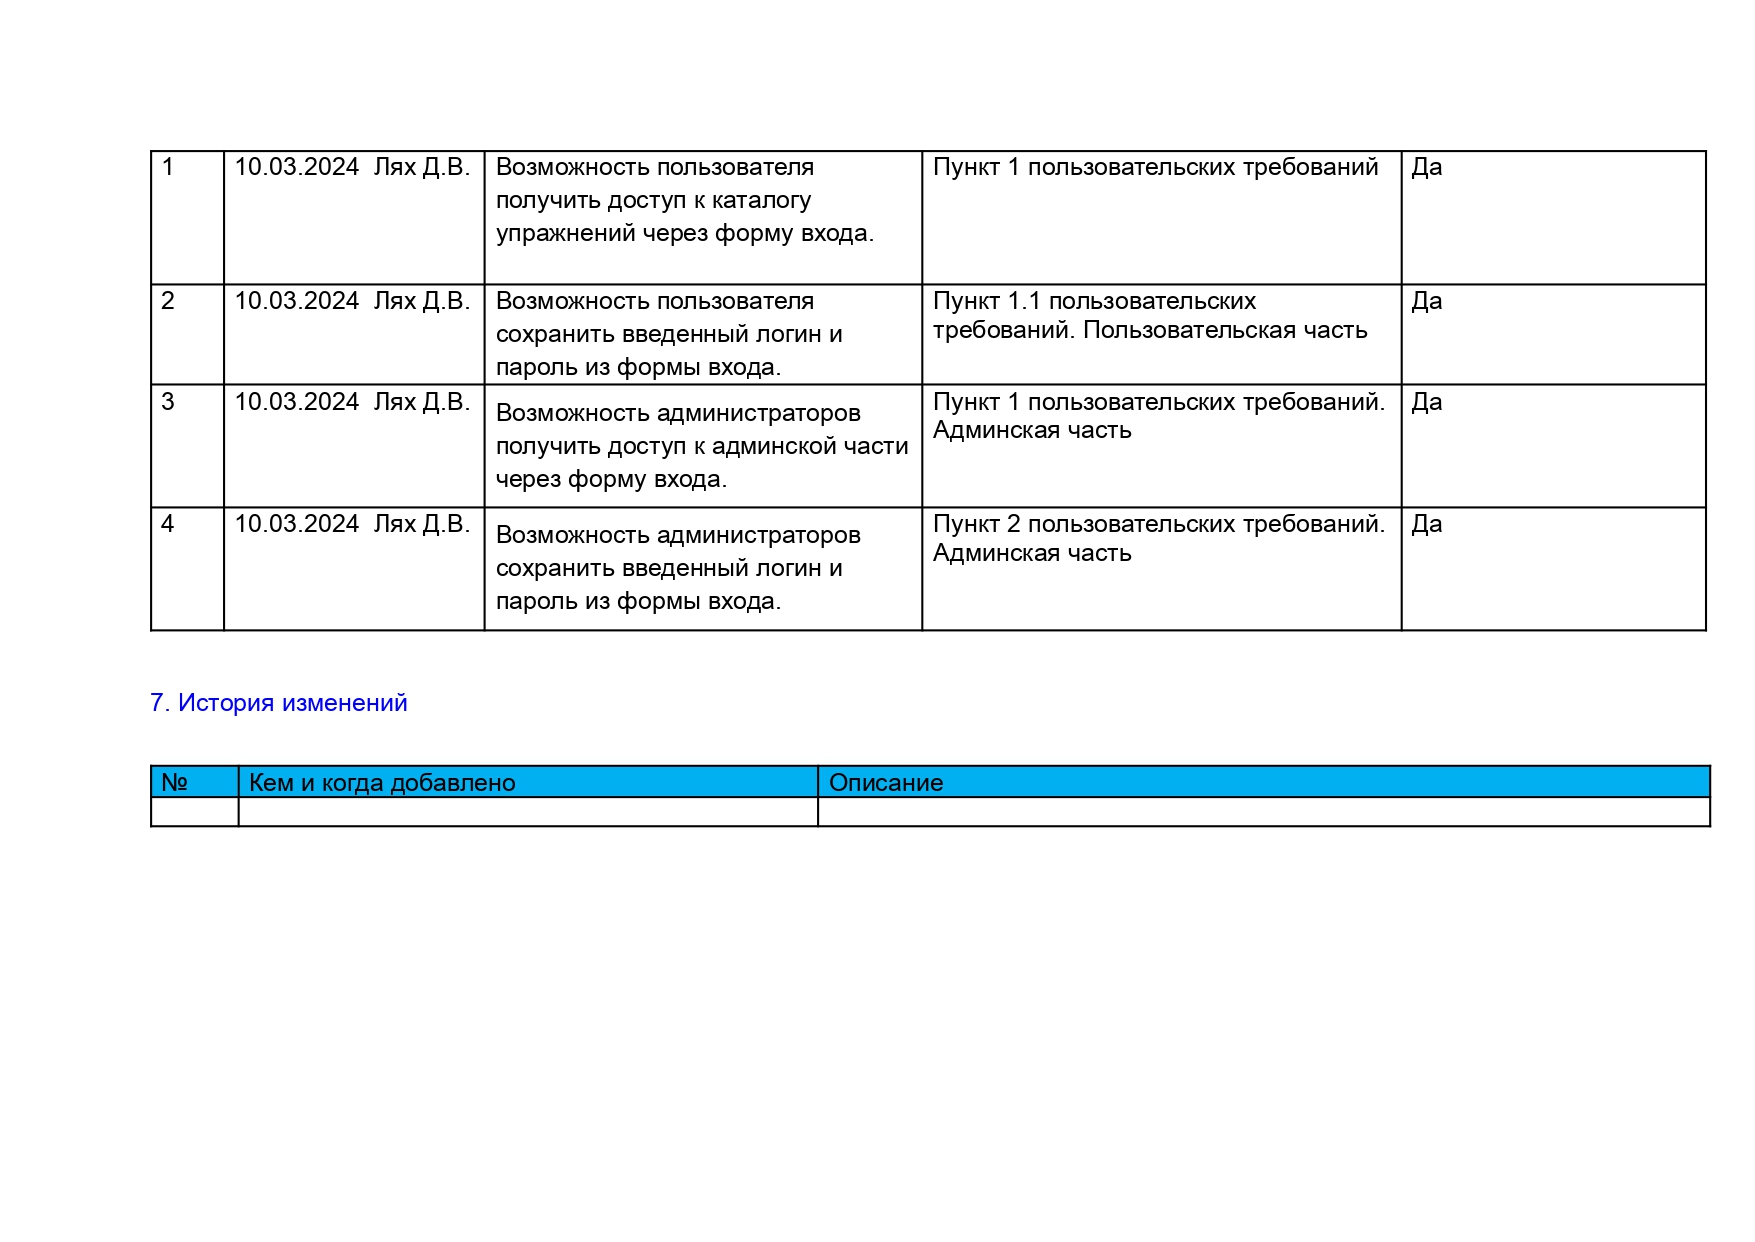 1 10.03.2024 Лях Д.В. Возможность пользователя Пункт 1 пользовательских требований Да
получить доступ к каталогу
упражнений через форму входа.
2 10.03.2024 Лях Д.В. Возможность пользователя Пункт 1.1 пользовательских Да
сохранить введенный логин и требований. Пользовательская часть
пароль из формы входа.
3 10.03.2024 Лях Д.В. Возможность администраторов Пункт 1 пользовательских требований. Да
получить доступ к админской части Админская часть
через форму входа.
4 10.03.2024 Лях Д.В. Возможность администраторов Пункт 2 пользовательских требований. Да
сохранить введенный логин и Админская часть
пароль из формы входа.
7. История изменений
№ Кем и когда добавлено Описание